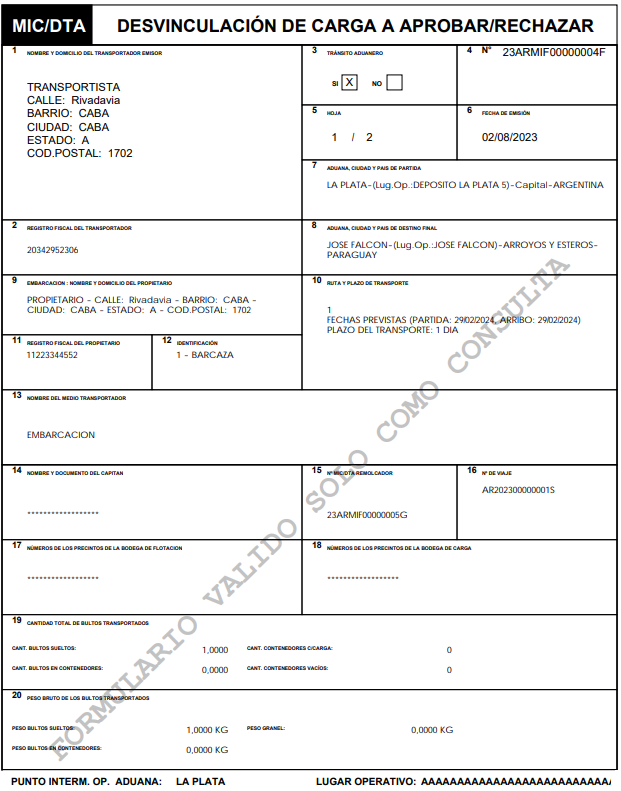 MIC/DTA DESVINCULACIÓN DE CARGA A APROBAR/RECHAZAR
1 NOMBRE Y DOMICILIO DEL TRANSPORTADOR EMISOR
TRANSPORTISTA
CALLE: Rivadavia
BARRIO: CABA
CIUDAD: CABA
ESTADO: A
COD.POSTAL: 1702
3 TRÁNSITO ADUANERO
SI X NO
4 N° 23ARMIF00000004F
5 HOJA
1 / 2
6 FECHA DE EMISIÓN
02/08/2023
7 ADUANA, CIUDAD Y PAIS DE PARTIDA
LA PLATA-(Lug.Op.:DEPOSITO LA PLATA 5)-Capital-ARGENTINA
2 REGISTRO FISCAL DEL TRANSPORTADOR
20342952306
8 ADUANA, CIUDAD Y PAIS DE DESTINO FINAL
JOSE FALCON-(Lug.Op.:JOSE FALCON)-ARROYOS Y ESTEROS-
PARAGUAY
9 EMBARCACION : NOMBRE Y DOMICILIO DEL PROPIETARIO
PROPIETARIO - CALLE: Rivadavia - BARRIO: CABA -
CIUDAD: CABA - ESTADO: A - COD.POSTAL: 1702
10 RUTA Y PLAZO DE TRANSPORTE
1
FECHAS PREVISTAS (PARTIDA: 29/02/2024, ARRIBO: 29/02/2024)
PLAZO DEL TRANSPORTE: 1 DIA
11 REGISTRO FISCAL DEL PROPIETARIO
11223344552
12 IDENTIFICACIÓN
1 - BARCAZA
13 NOMBRE DEL MEDIO TRANSPORTADOR
EMBARCACION
14 NOMBRE Y DOCUMENTO DEL CAPITAN
******************
15 N° MIC/DTA REMOLCADOR
23ARMIF00000005G
16 N° DE VIAJE
AR202300000001S
17 NÚMEROS DE LOS PRECINTOS DE LA BODEGA DE FLOTACION
******************
18 NÚMEROS DE LOS PRECINTOS DE LA BODEGA DE CARGA
******************
19 CANTIDAD TOTAL DE BULTOS TRANSPORTADOS
CANT. BULTOS SUELTOS: 1,0000 CANT. CONTENEDORES C/CARGA: 0
CANT. BULTOS EN CONTENEDORES: 0,0000 CANT. CONTENEDORES VACÍOS: 0
20 PESO BRUTO DE LOS BULTOS TRANSPORTADOS
PESO BULTOS SUELTOS: 1,0000 KG PESO GRANEL: 0,0000 KG
PESO BULTOS EN CONTENEDORES: 0,0000 KG
FORMULARIO VALIDO SOLO COMO CONSULTA
PUNTO INTERM. OP. ADUANA: LA PLATA LUGAR OPERATIVO: AAAAAAAAAAAAAAAAAAAAAAAAAA